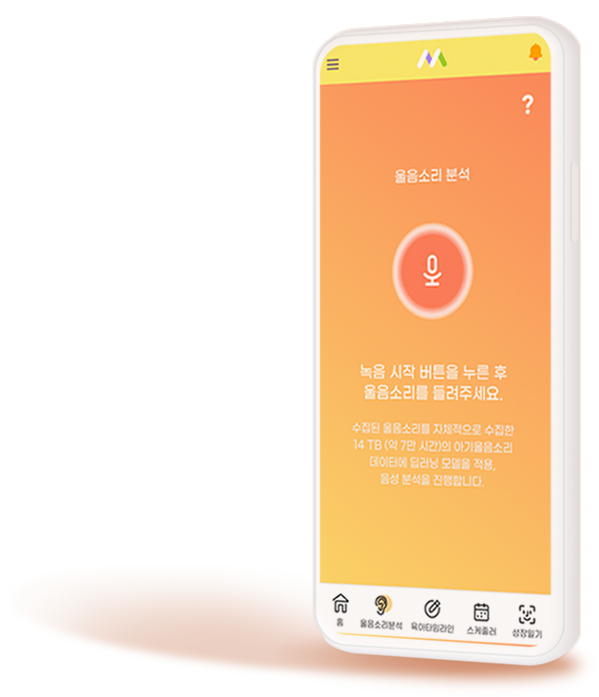 ?
울음소리 분석
녹음 시작 버튼을 누른 후
울음소리를 들려주세요.
수집된 울음소리를 자체적으로 수집한
14 TB (약 7만 시간)의 아기울음소리
데이터에 딥러닝 모델을 적용,
음성 분석을 진행합니다.
홈 울음소리분석 육아타임라인 스케줄러 성장일기